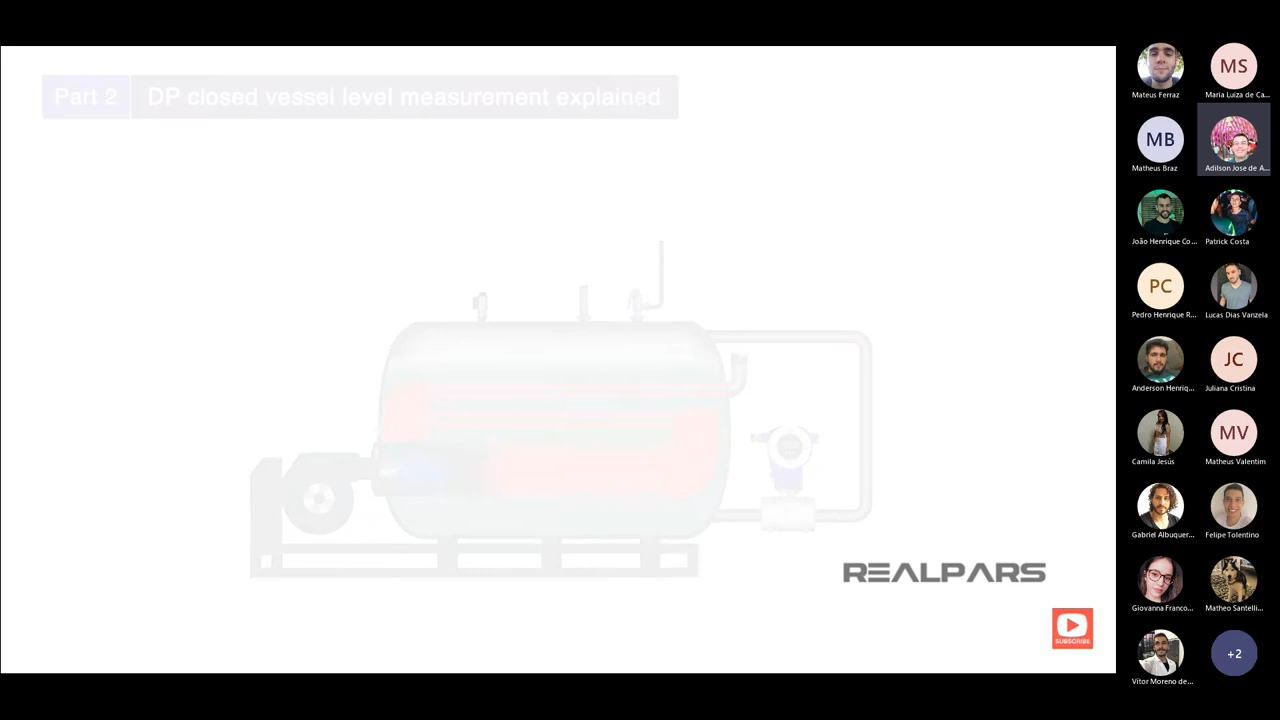 Part 2
DP closed vessel level measurement explained
REALPARS
SUBSCRIBE
Mateus Ferraz
MS
Maria Luiza de Ca...
MB
Matheus Braz
Adilson Jose de A...
João Henrique Co...
Patrick Costa
PC
Pedro Henrique R...
Lucas Dias Vanzela
Anderson Henriq...
JC
Juliana Cristina
Camila Jesús
MV
Matheus Valentim
Gabriel Albuquer...
Felipe Tolentino
Giovanna Franco...
Matheo Santelli...
Vítor Moreno de...
+2